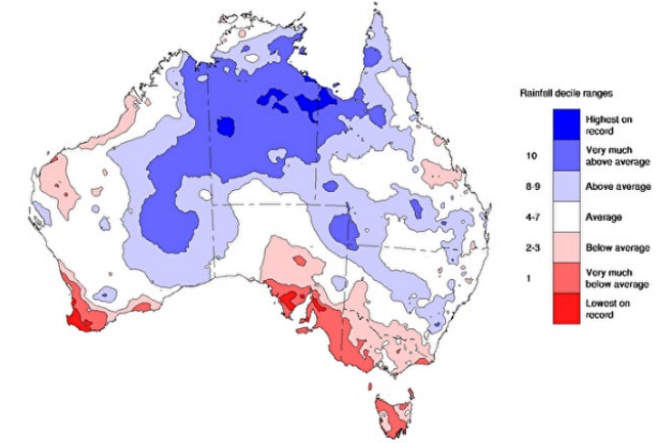 Rainfall decile ranges
Highest on
record
10
Very much
above average
8-9
Above average
4-7
Average
2-3
Below average
1
Very much
below average
Lowest on
record